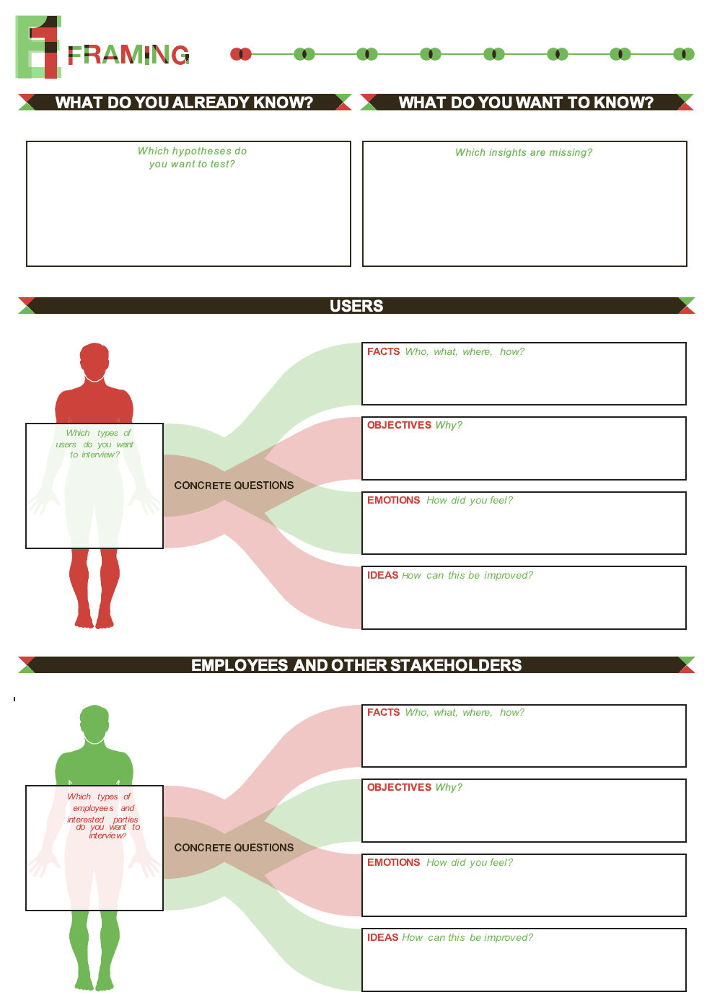 E1 FRAMING
WHAT DO YOU ALREADY KNOW?
WHAT DO YOU WANT TO KNOW?
Which hypotheses do
you want to test?
Which insights are missing?
USERS
Which types of
users do you want
to interview?
CONCRETE QUESTIONS
FACTS Who, what, where, how?
OBJECTIVES Why?
EMOTIONS How did you feel?
IDEAS How can this be improved?
EMPLOYEES AND OTHER STAKEHOLDERS
Which types of
employees and
interested parties
do you want to
interview?
CONCRETE QUESTIONS
FACTS Who, what, where, how?
OBJECTIVES Why?
EMOTIONS How did you feel?
IDEAS How can this be improved?